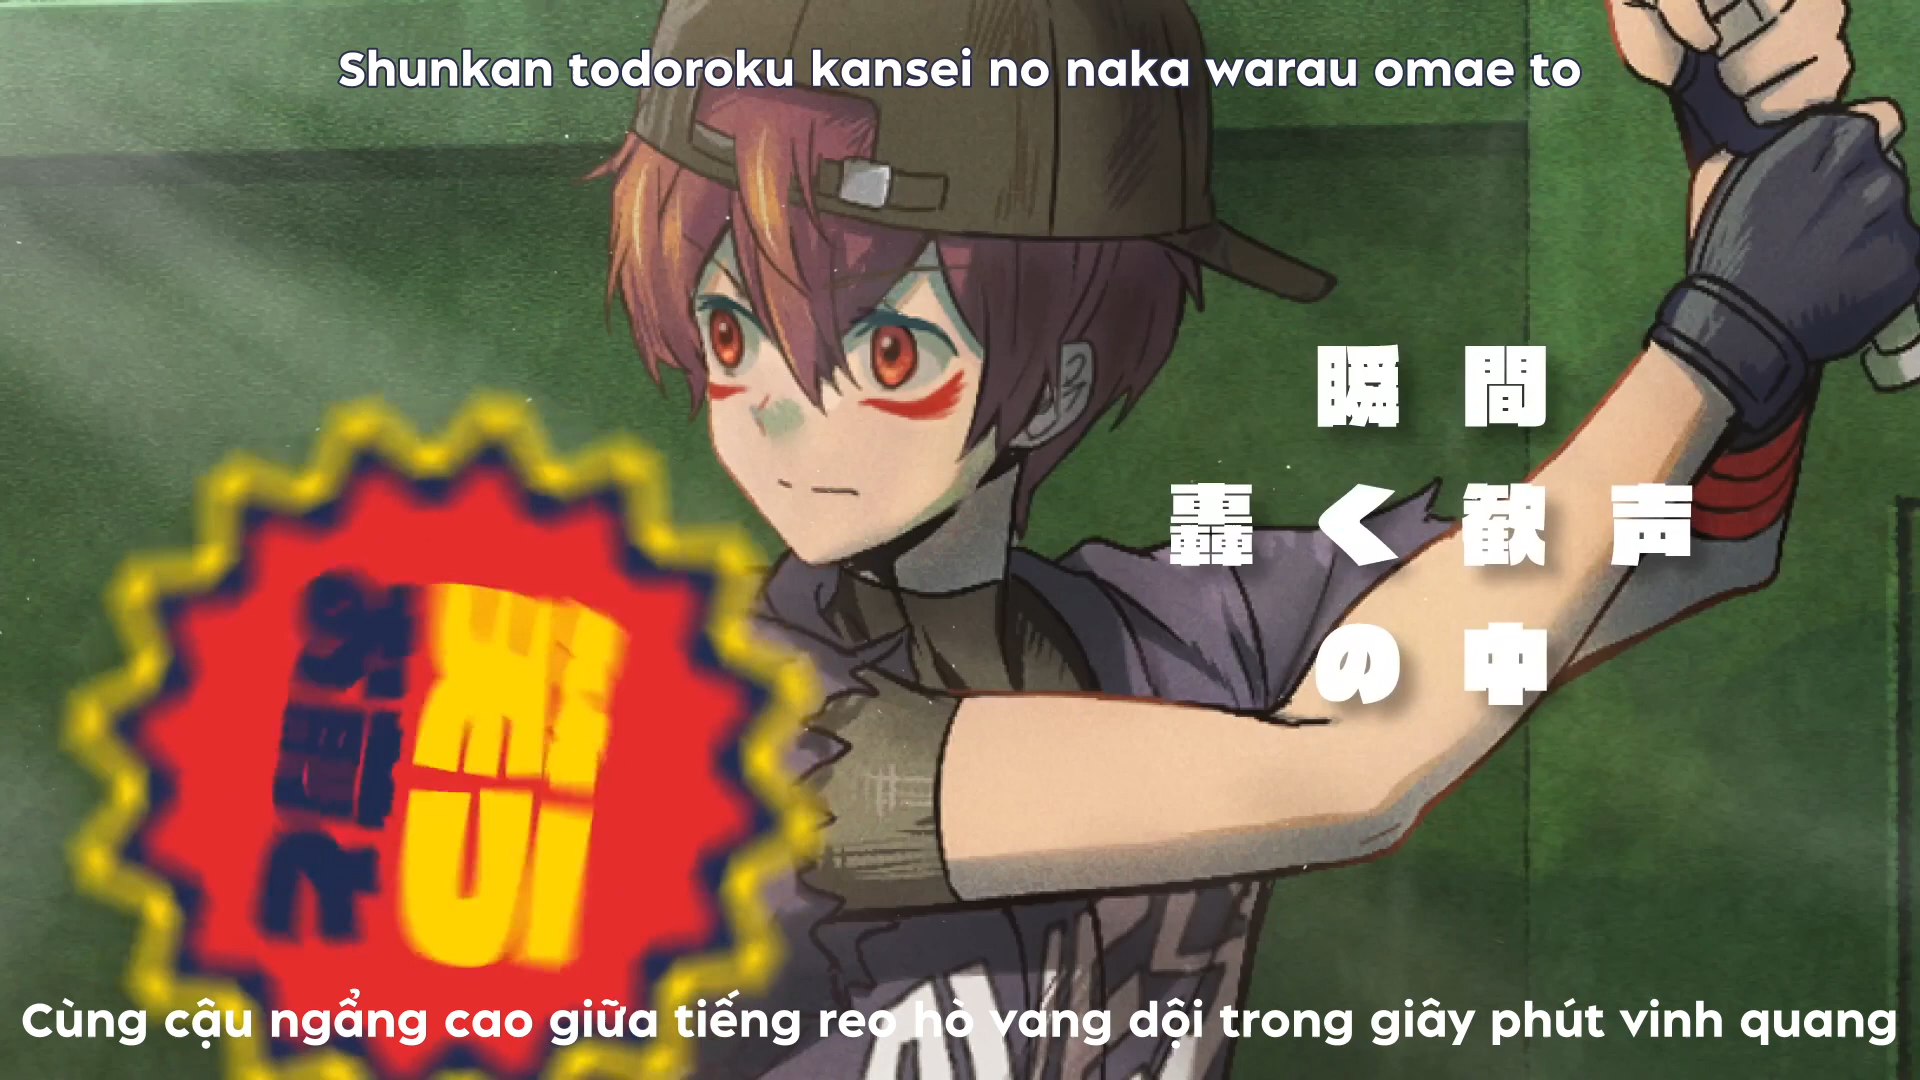 Shunkan todoroku kansei no naka warau omae to
瞬間
轟く歓声
の中
Cùng cậu ngẩng cao giữa tiếng reo hò vang dội trong giây phút vinh quang